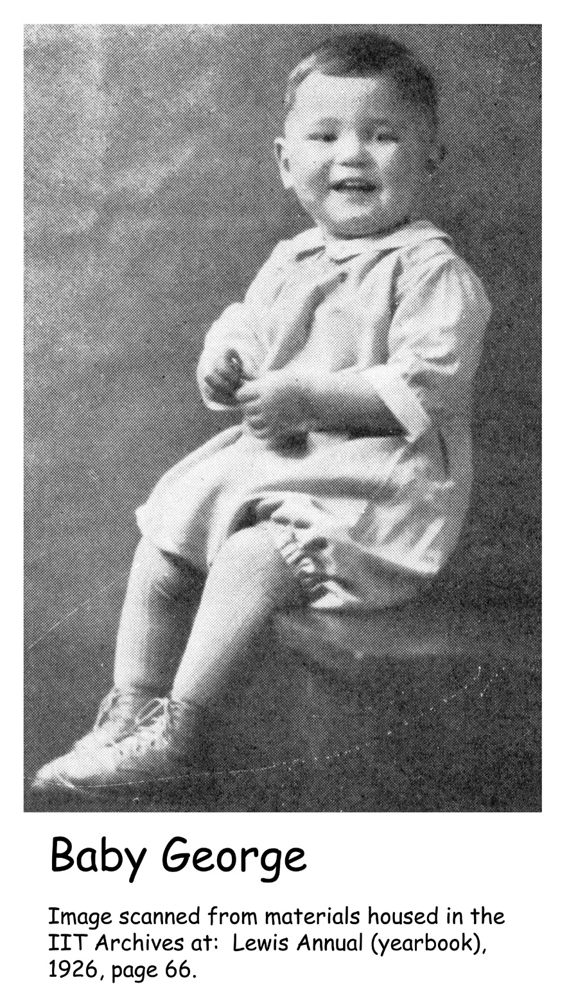 Baby George
Image scanned from materials housed in the
IIT Archives at:  Lewis Annual (yearbook),
1926, page 66.